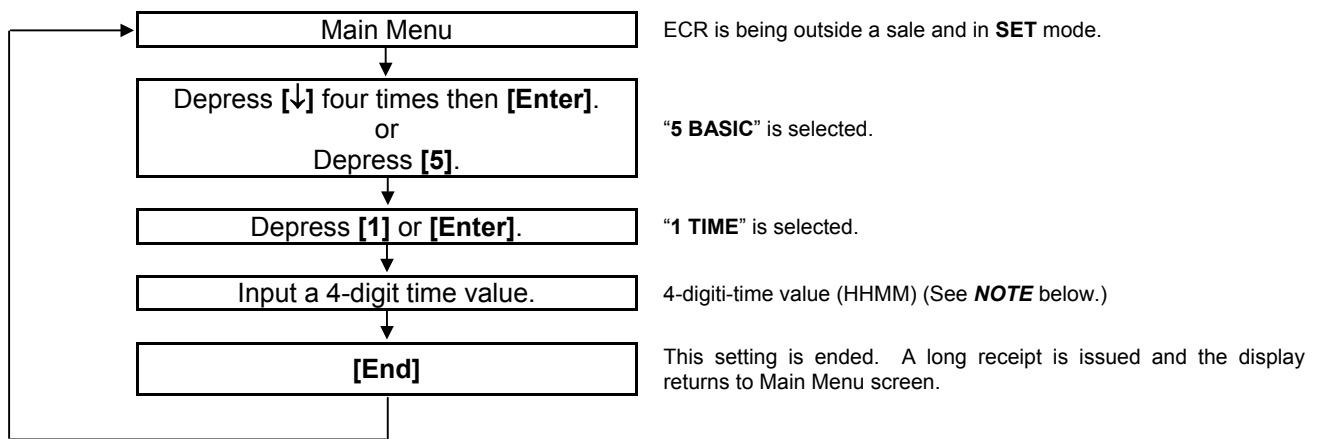 Main Menu
ECR is being outside a sale and in SET mode.
Depress [↓] four times then [Enter].
or
Depress [5].
“5 BASIC” is selected.
Depress [1] or [Enter].
“1 TIME” is selected.
Input a 4-digit time value.
4-digiti-time value (HHMM) (See NOTE below.)
[End]
This setting is ended. A long receipt is issued and the display
returns to Main Menu screen.